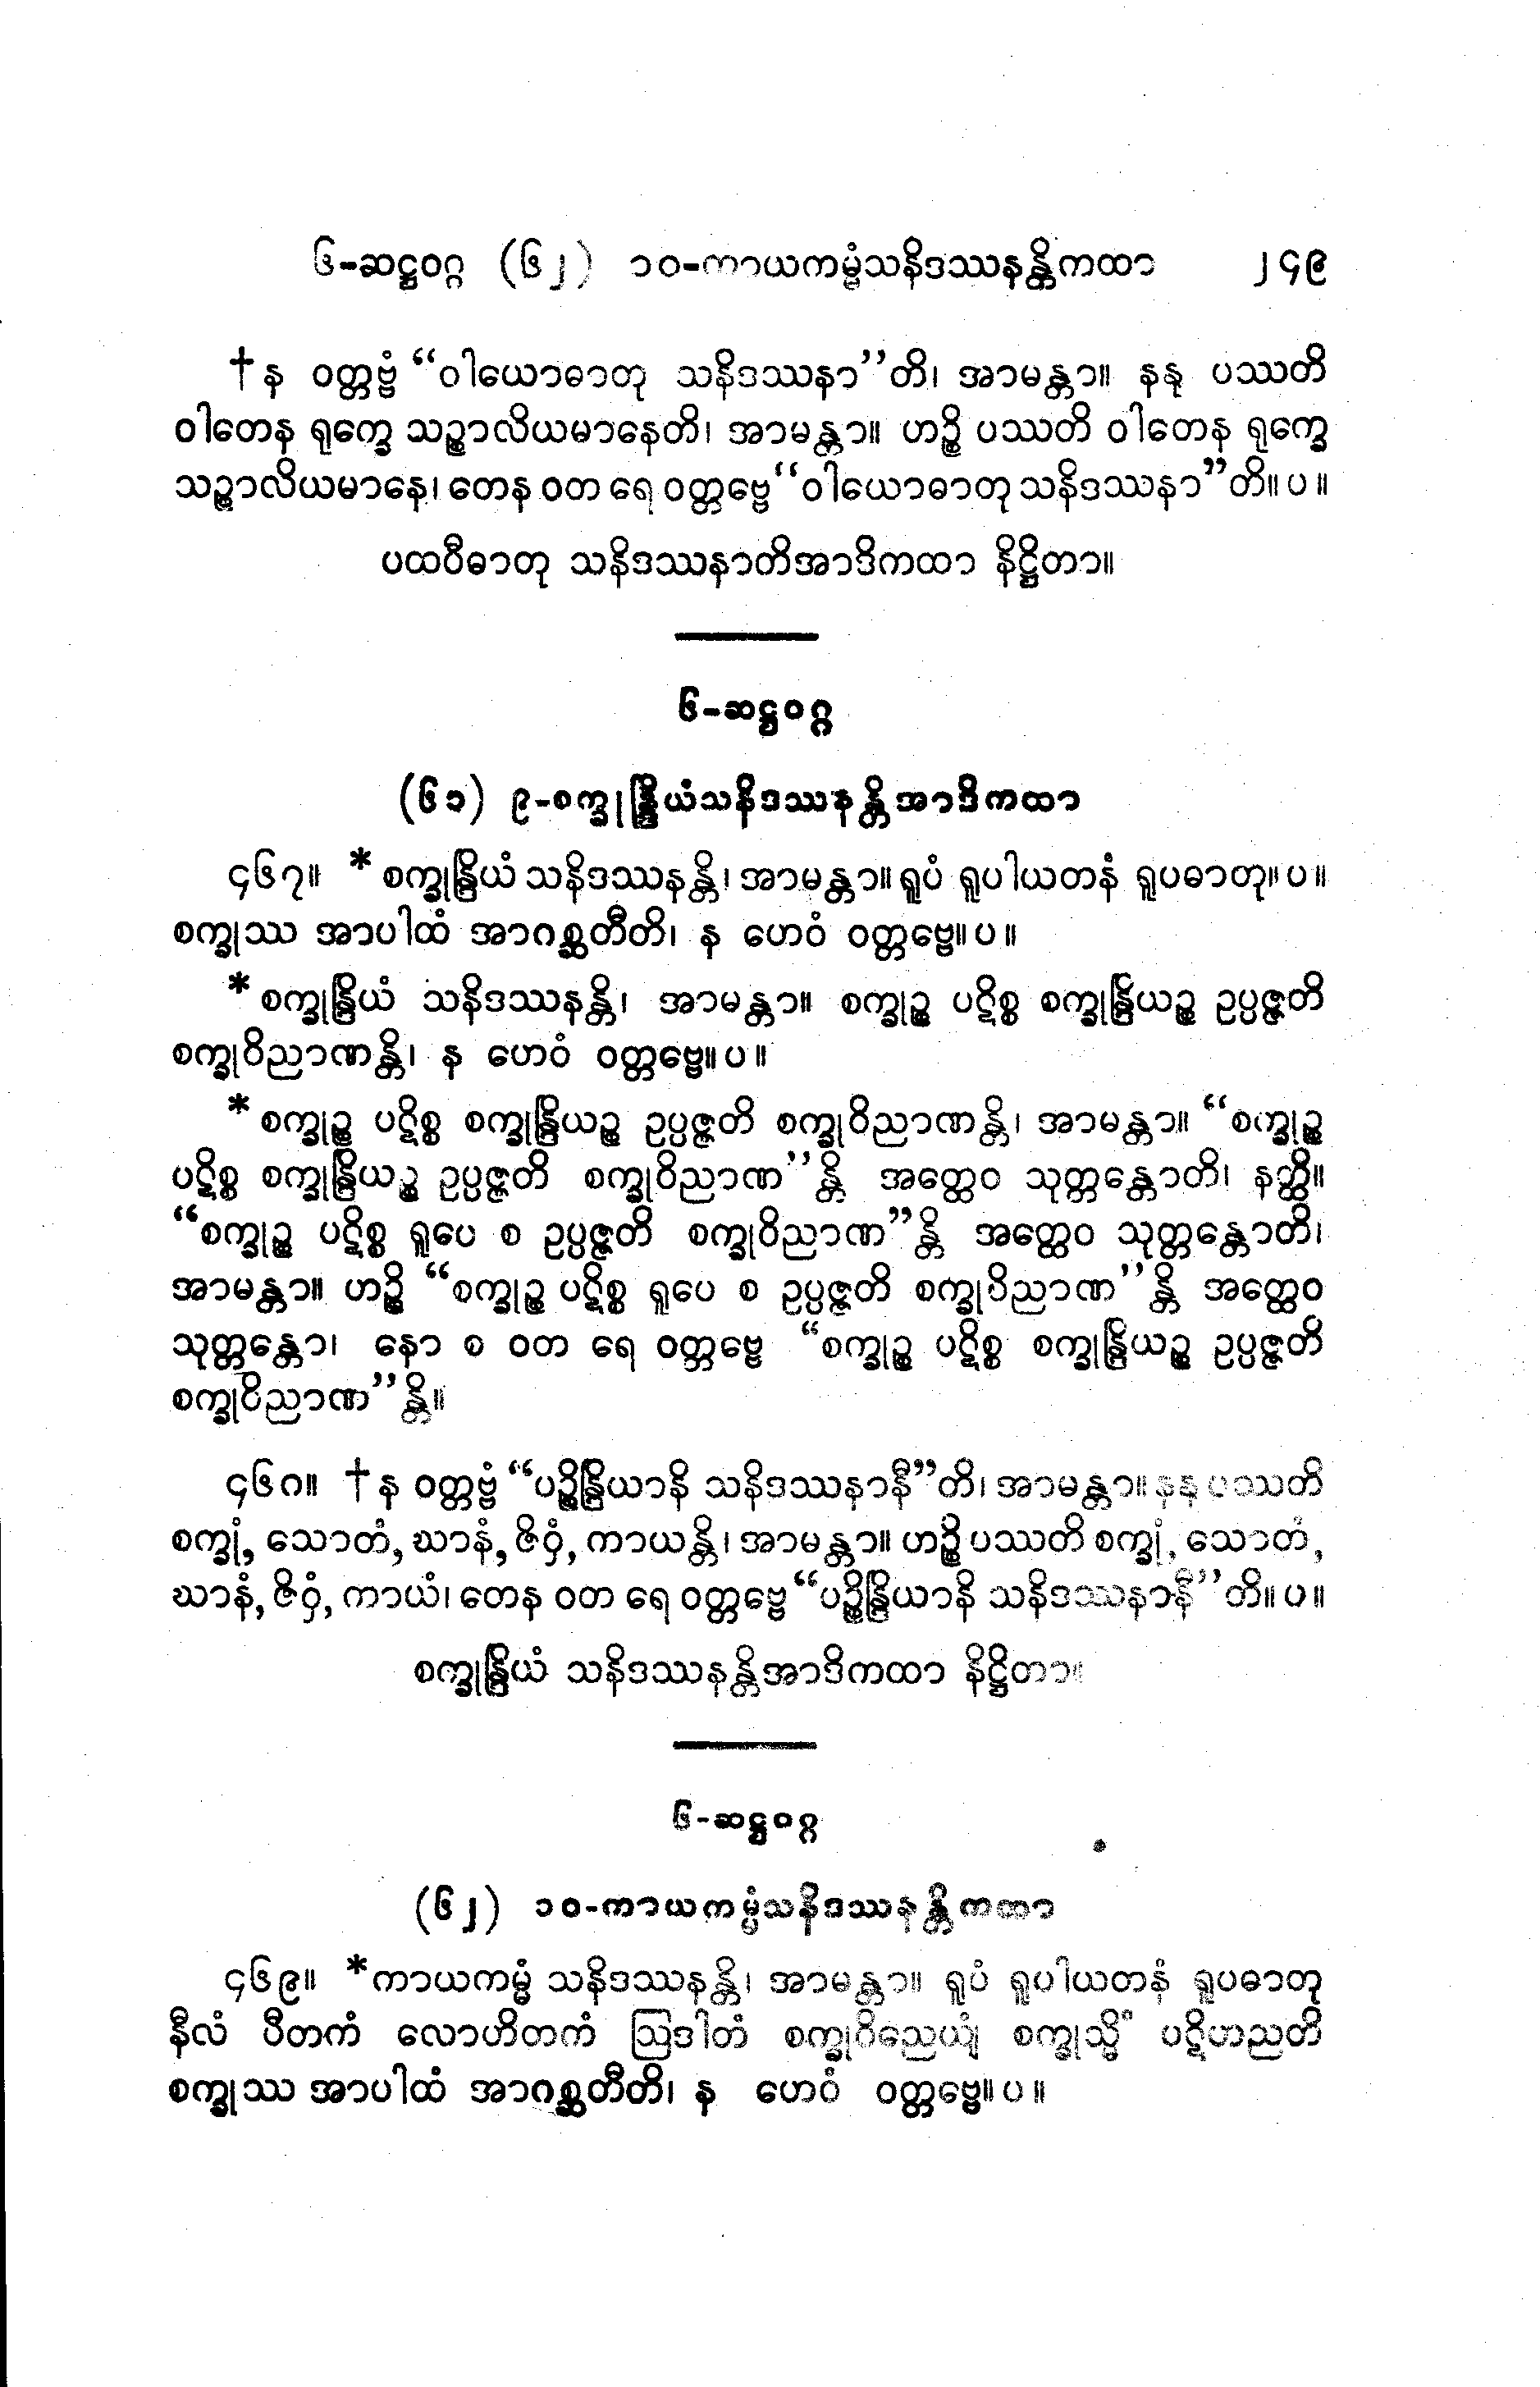 ၆-ဆဋ္ဌဝဂ္ဂ (၆၂) ၁၀-ကာယကမ္မံသနိဒဿနန္တိကထာ ၂၄၉
†န ဝတ္တဗ္ဗံ “ဝါယောဓာတု သနိဒဿနာ”တိ၊ အာမန္တာ။ နနု ပဿတိ
ဝါတေန ရုက္ခေ သဉ္စာလိယမာနေတိ၊ အာမန္တာ။ ဟဉ္စိ ပဿတိ ဝါတေန ရုက္ခေ
သဉ္စာလိယမာနေ၊ တေန ဝတ ရေ ဝတ္တဗ္ဗေ “ဝါယောဓာတု သနိဒဿနာ”တိ။ပ။
ပထဝီဓာတု သနိဒဿနာတိအာဒိကထာ နိဋ္ဌိတာ။
၆-ဆဋ္ဌဝဂ္ဂ
(၆၁) ၉-စက္ခုန္ဒြိယံသနိဒဿနန္တိအာဒိကထာ
၄၆၇။ *စက္ခုန္ဒြိယံ သနိဒဿနန္တိ၊ အာမန္တာ။ ရူပံ ရူပါယတနံ ရူပဓာတု။ပ။
စက္ခုဿ အာပါထံ အာဂစ္ဆတီတိ၊ န ဟေဝံ ဝတ္တဗ္ဗေ။ပ။
*စက္ခုန္ဒြိယံ သနိဒဿနန္တိ၊ အာမန္တာ။ စက္ခုဉ္စ ပဋိစ္စ စက္ခုန္ဒြိယဉ္စ ဥပ္ပဇ္ဇတိ
စက္ခုဝိညာဏန္တိ၊ န ဟေဝံ ဝတ္တဗ္ဗေ။ပ။
*စက္ခုဉ္စ ပဋိစ္စ စက္ခုန္ဒြိယဉ္စ ဥပ္ပဇ္ဇတိ စက္ခုဝိညာဏန္တိ၊ အာမန္တာ။ “စက္ခုဉ္စ
ပဋိစ္စ စက္ခုန္ဒြိယဉ္စ ဥပ္ပဇ္ဇတိ စက္ခုဝိညာဏ”န္တိ အတ္ထေဝ သုတ္တန္တောတိ၊ နတ္ထိ။
“စက္ခုဉ္စ ပဋိစ္စ ရူပေ စ ဥပ္ပဇ္ဇတိ စက္ခုဝိညာဏ”န္တိ အတ္ထေဝ သုတ္တန္တောတိ၊
အာမန္တာ။ ဟဉ္စိ “စက္ခုဉ္စ ပဋိစ္စ ရူပေ စ ဥပ္ပဇ္ဇတိ စက္ခုဝိညာဏ”န္တိ အတ္ထေဝ
သုတ္တန္တော၊ နော စ ဝတ ရေ ဝတ္တဗ္ဗေ “စက္ခုဉ္စ ပဋိစ္စ စက္ခုန္ဒြိယဉ္စ ဥပ္ပဇ္ဇတိ
စက္ခုဝိညာဏ”န္တိ။
၄၆၈။ †န ဝတ္တဗ္ဗံ “ပဉ္စိန္ဒြိယာနိ သနိဒဿနာနီ”တိ၊ အာမန္တာ။ နနု ပဿတိ
စက္ခုံ, သောတံ, ဃာနံ, ဇိဝှံ, ကာယန္တိ၊ အာမန္တာ။ ဟဉ္စိ ပဿတိ စက္ခုံ, သောတံ,
ဃာနံ, ဇိဝှံ, ကာယံ၊ တေန ဝတ ရေ ဝတ္တဗ္ဗေ “ပဉ္စိန္ဒြိယာနိ သနိဒဿနာနီ”တိ။ပ။
စက္ခုန္ဒြိယံ သနိဒဿနန္တိအာဒိကထာ နိဋ္ဌိတာ။
၆-ဆဋ္ဌဝဂ္ဂ
(၆၂) ၁၀-ကာယကမ္မံသနိဒဿနန္တိကထာ
၄၆၉။ *ကာယကမ္မံ သနိဒဿနန္တိ၊ အာမန္တာ။ ရူပံ ရူပါယတနံ ရူပဓာတု
နီလံ ပီတကံ လောဟိတကံ ဩဒါတံ စက္ခုဝိညေယျံ စက္ခုသ္မိံ ပဋိဟညတိ
စက္ခုဿ အာပါထံ အာဂစ္ဆတီတိ၊ န ဟေဝံ ဝတ္တဗ္ဗေ။ပ။